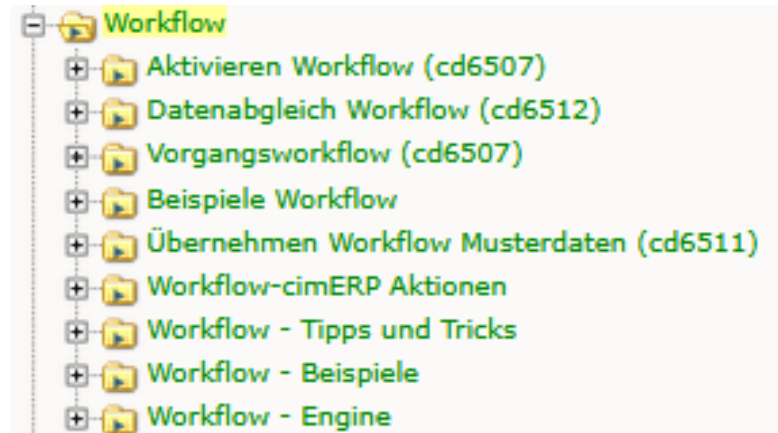 Workflow
Aktivieren Workflow (cd6507)
Datenabgleich Workflow (cd6512)
Vorgangsworkflow (cd6507)
Beispiele Workflow
Übernehmen Workflow Musterdaten (cd6511)
Workflow-cimERP Aktionen
Workflow - Tipps und Tricks
Workflow - Beispiele
Workflow - Engine